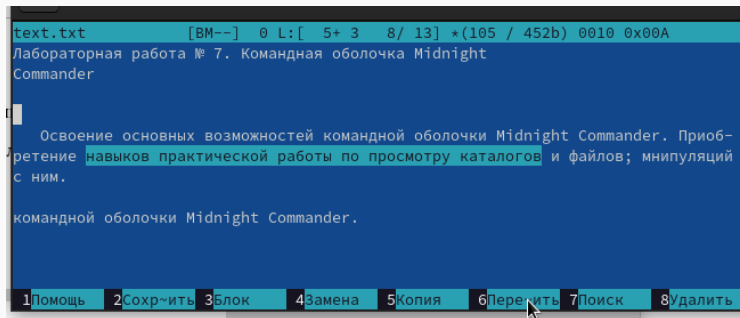 text.txt [BM--] 0 L:[ 5+ 3 8/ 13] *(105 / 452b) 0010 0x00A
Лабораторная работа № 7. Командная оболочка Midnight
Commander
Освоение основных возможностей командной оболочки Midnight Commander. Приоб-
ретение навыков практической работы по просмотру каталогов и файлов; мнипуляций
с ним.
командной оболочки Midnight Commander.
1Помощь 2Сохр~ить 3Блок 4Замена 5Копия 6Пере~ить 7Поиск 8Удалить